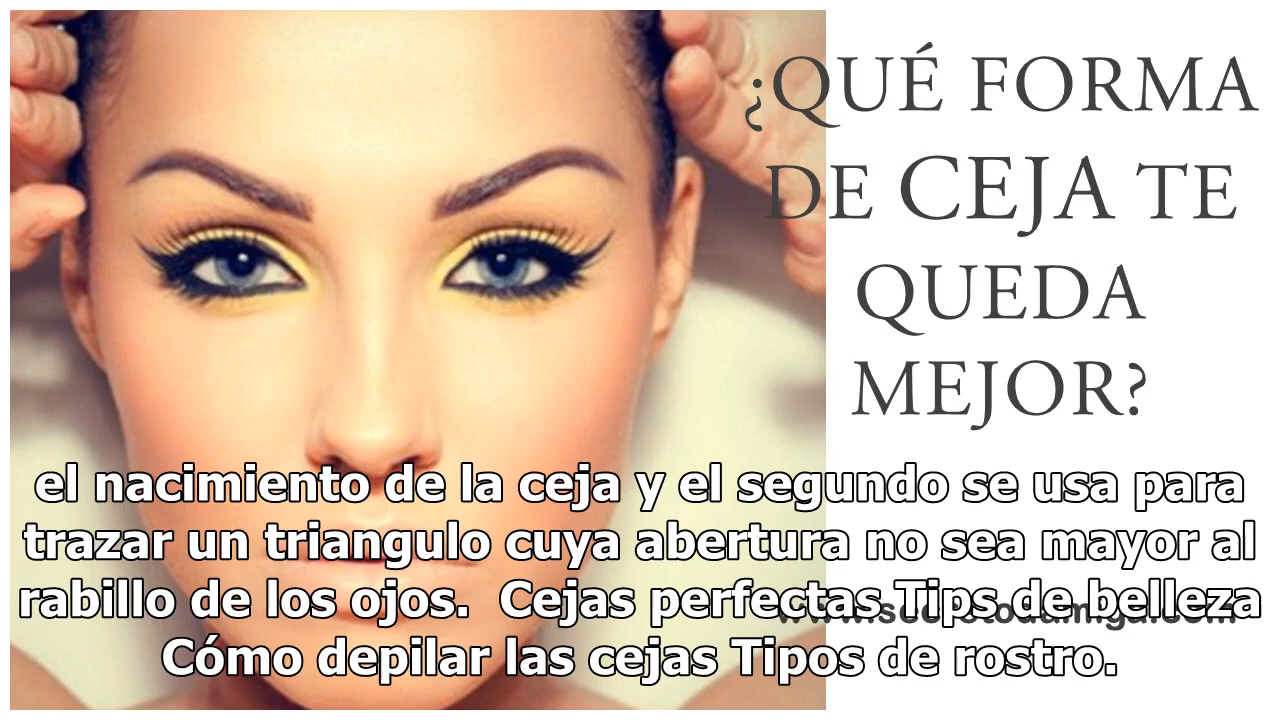 ¿QUÉ FORMA
DE CEJA TE
QUEDA
MEJOR?
el nacimiento de la ceja y el segundo se usa para
trazar un triangulo cuya abertura no sea mayor al
rabillo de los ojos.  Cejas perfectas Tips de belleza
Cómo depilar las cejas Tipos de rostro.